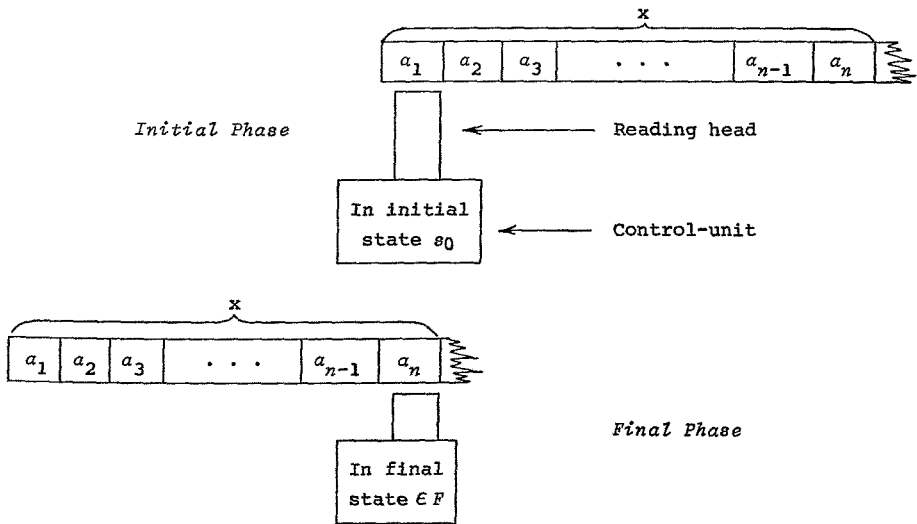 x
a₁ a₂ a₃ . . . aₙ₋₁ aₙ
Initial Phase
Reading head
In initial
state s₀
Control-unit
x
a₁ a₂ a₃ . . . aₙ₋₁ aₙ
Final Phase
In final
state ϵ F